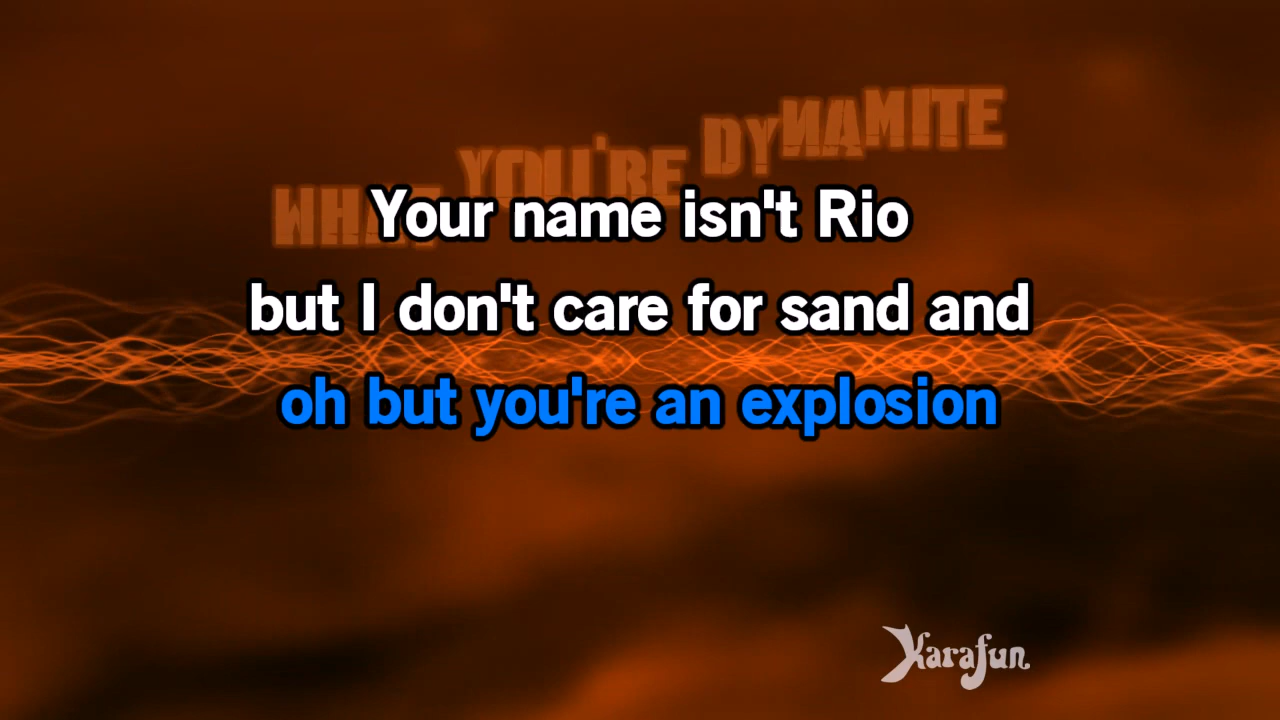 WHAT YOU'RE DYNAMITE
Your name isn't Rio
but I don't care for sand and
oh but you're an explosion
Karafun